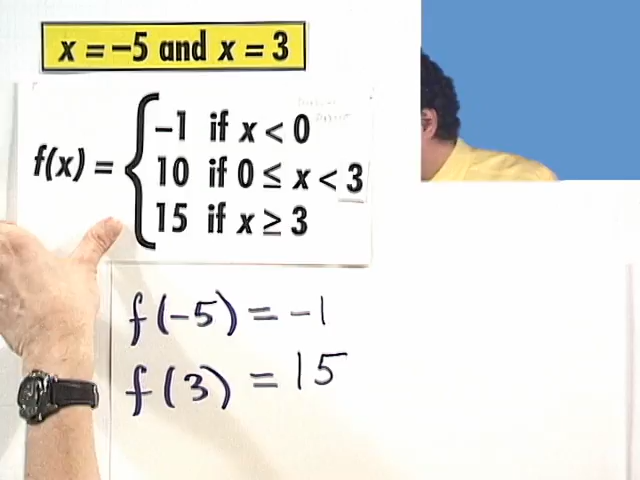 x = −5 and x = 3
−1 if x < 0
f(x) = { 10 if 0 ≤ x < 3
15 if x ≥ 3
f(-5) = -1
f(3) = 15